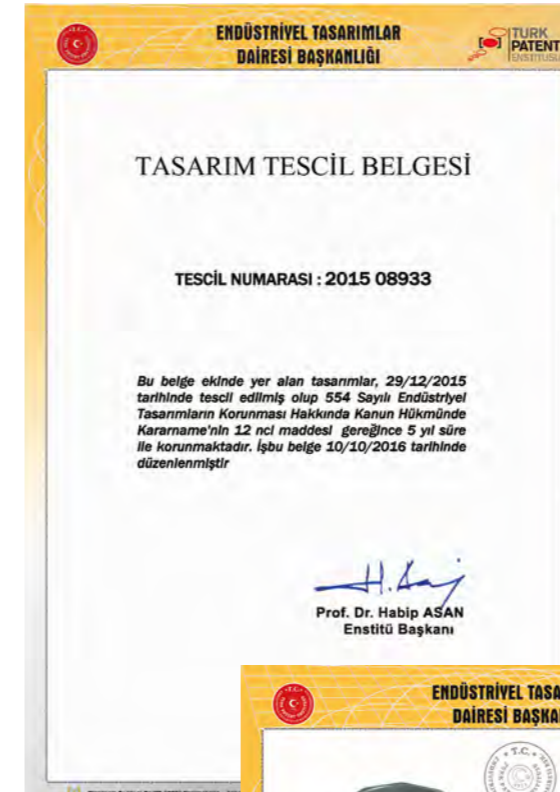 ENDÜSTRİYEL TASARIMLAR
DAİRESİ BAŞKANLIĞI
TÜRK
PATENT
ENSTİTÜSÜ
TASARIM TESCİL BELGESİ
TESCİL NUMARASI : 2015 08933
Bu belge ekinde yer alan tasarımlar, 29/12/2015
tarihinde tescil edilmiş olup 554 Sayılı Endüstriyel
Tasarımların Korunması Hakkında Kanun Hükmünde
Kararname'nin 12 nci maddesi gereğince 5 yıl süre
ile korunmaktadır. İşbu belge 10/10/2016 tarihinde
düzenlenmiştir
Prof. Dr. Habip ASAN
Enstitü Başkanı
ENDÜSTRİYEL TASA
DAİRESİ BAŞKA
T.C.